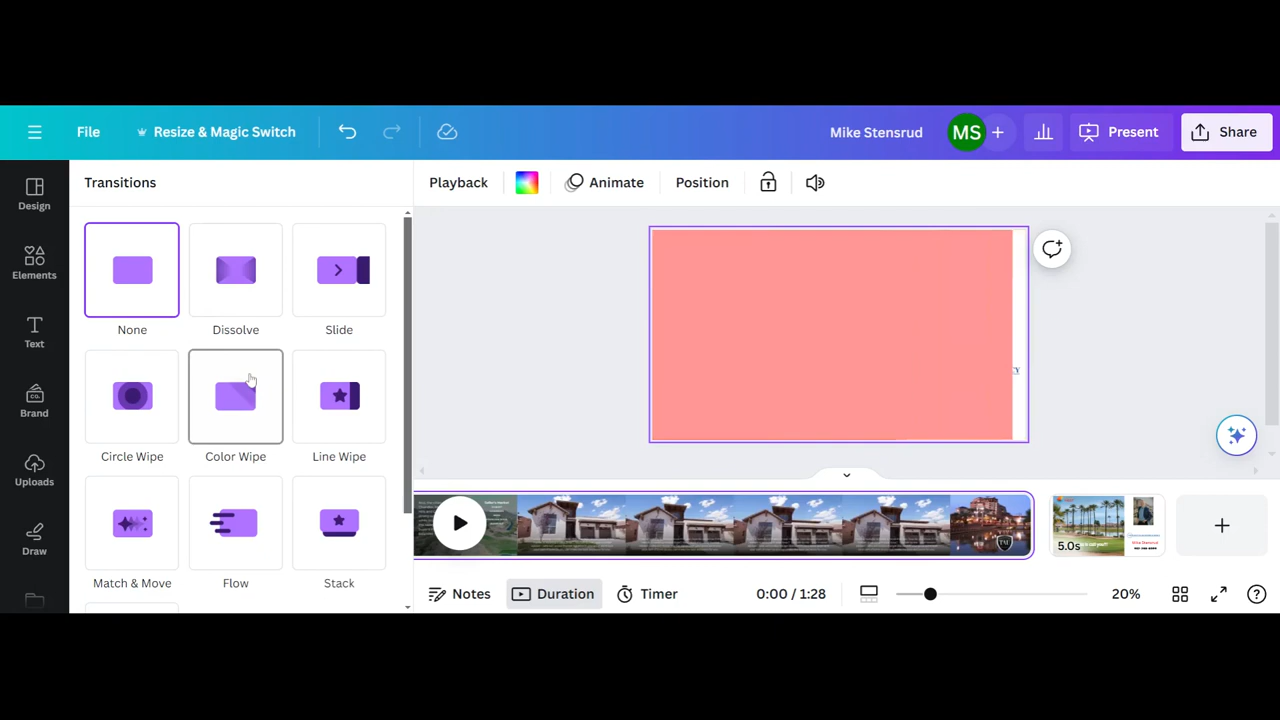 File
Resize & Magic Switch
Mike Stensrud
MS
Present
Share
Design
Elements
Text
Brand
Uploads
Draw
Transitions
None
Dissolve
Slide
Circle Wipe
Color Wipe
Line Wipe
Match & Move
Flow
Stack
Playback
Animate
Position
5.0s
Notes
Duration
Timer
0:00 / 1:28
20%